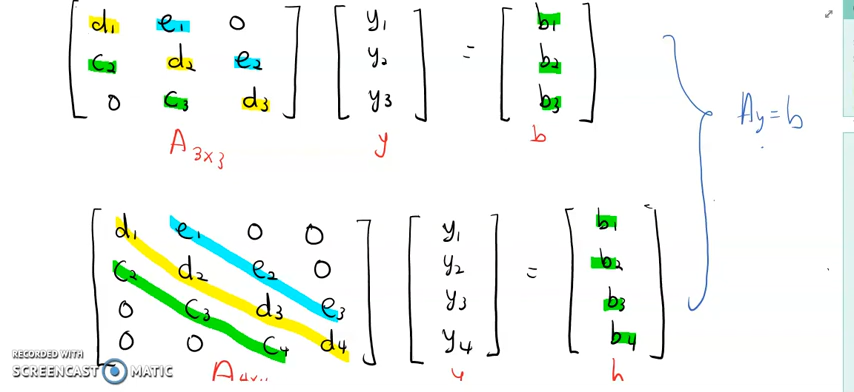 d₁ e₁ 0 y₁ = b₁
c₂ d₂ e₂ y₂ b₂
0 c₃ d₃ y₃ b₃
A₃ₓ₃ y b
Ay = b
d₁ e₁ 0 0 y₁ = b₁
c₂ d₂ e₂ 0 y₂ b₂
0 c₃ d₃ e₃ y₃ b₃
0 0 c₄ d₄ y₄ b₄
RECORDED WITH
SCREENCAST MATIC